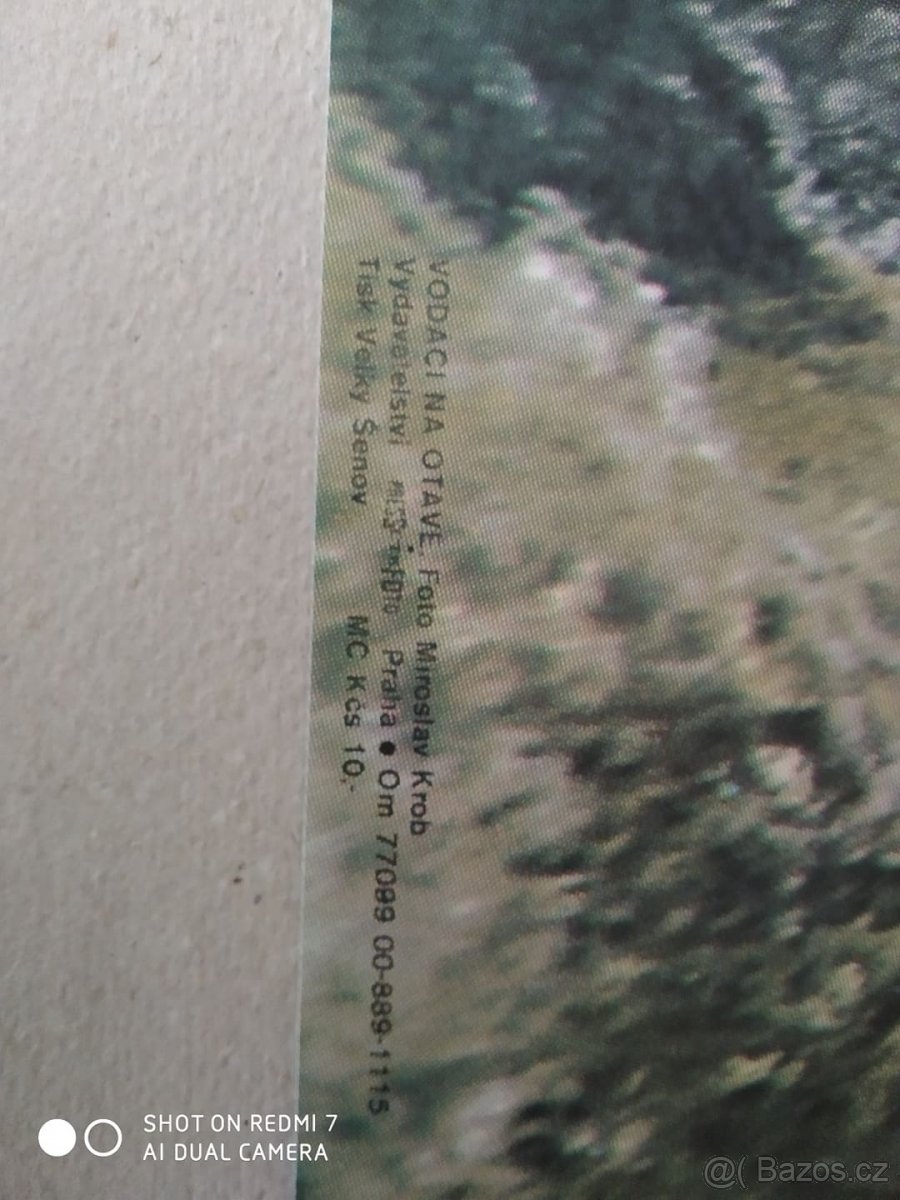 VODÁCI NA OTAVĚ. Foto Miroslav Krob
Vydavatelství Praha ● Om 77099 00-889-1115
Tisk Velký Šenov MC Kčs 10,-
SHOT ON REDMI 7
AI DUAL CAMERA
@( Bazos.cz